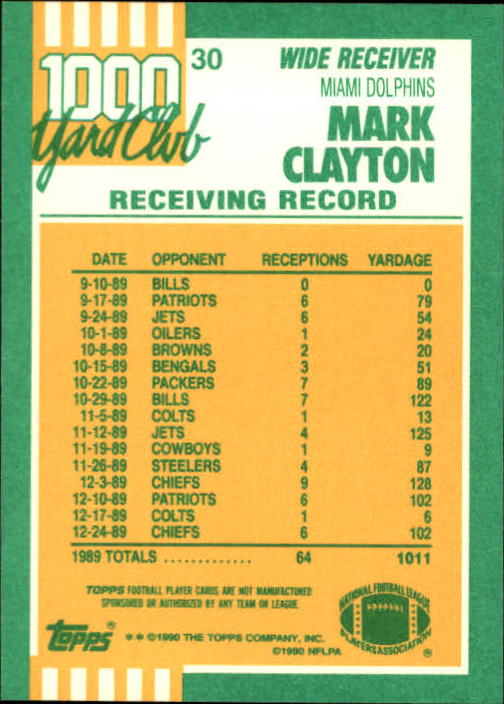 1000
Yard Club
30
WIDE RECEIVER
MIAMI DOLPHINS
MARK
CLAYTON
RECEIVING RECORD
DATE OPPONENT RECEPTIONS YARDAGE
9-10-89 BILLS 0 0
9-17-89 PATRIOTS 6 79
9-24-89 JETS 6 54
10-1-89 OILERS 1 24
10-8-89 BROWNS 2 20
10-15-89 BENGALS 3 51
10-22-89 PACKERS 7 89
10-29-89 BILLS 7 122
11-5-89 COLTS 1 13
11-12-89 JETS 4 125
11-19-89 COWBOYS 1 9
11-26-89 STEELERS 4 87
12-3-89 CHIEFS 9 128
12-10-89 PATRIOTS 6 102
12-17-89 COLTS 1 6
12-24-89 CHIEFS 6 102
1989 TOTALS .............. 64 1011
TOPPS FOOTBALL PLAYER CARDS ARE NOT MANUFACTURED
SPONSORED OR AUTHORIZED BY ANY TEAM OR LEAGUE.
topps®
** ©1990 THE TOPPS COMPANY, INC.
©1990 NFLPA
NATIONAL FOOTBALL LEAGUE
PLAYERS ASSOCIATION
®